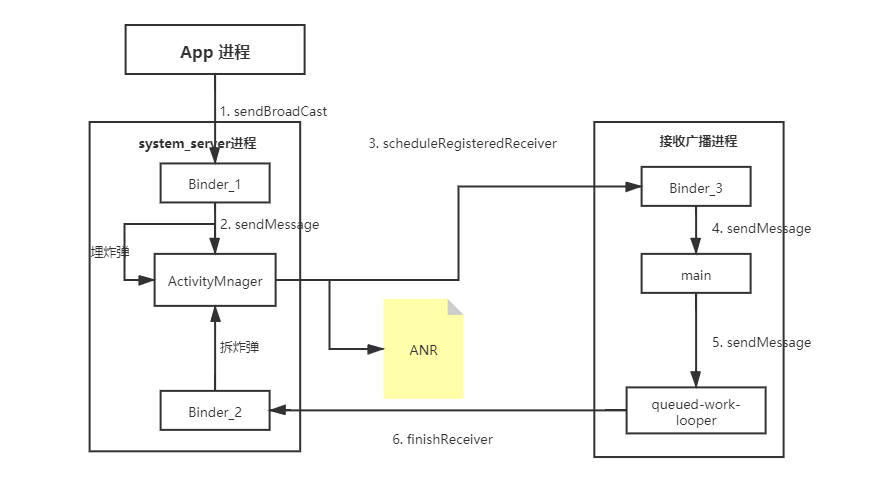 App 进程
1. sendBroadCast
system_server进程
Binder_1
2. sendMessage
埋炸弹
ActivityMnager
拆炸弹
Binder_2
3. scheduleRegisteredReceiver
ANR
6. finishReceiver
接收广播进程
Binder_3
4. sendMessage
main
5. sendMessage
queued-work-
looper